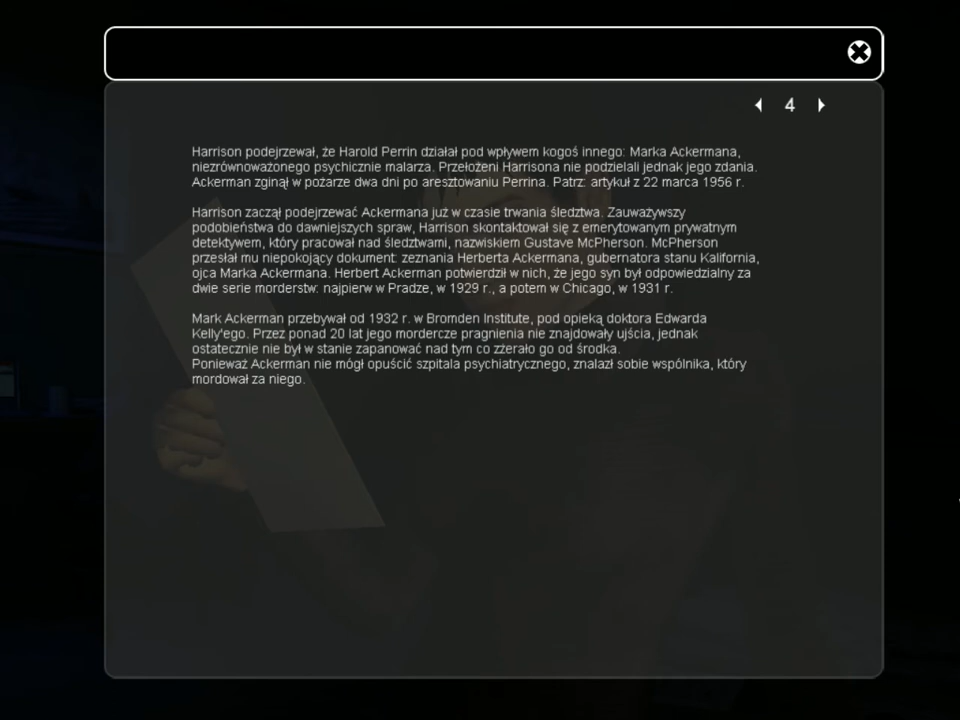 4
Harrison podejrzewał, że Harold Perrin działał pod wpływem kogoś innego: Marka Ackermana,
niezrównoważonego psychicznie malarza. Przełożeni Harrisona nie podzielali jednak jego zdania.
Ackerman zginął w pożarze dwa dni po aresztowaniu Perrina. Patrz: artykuł z 22 marca 1956 r.
Harrison zaczął podejrzewać Ackermana już w czasie trwania śledztwa. Zauważywszy
podobieństwa do dawniejszych spraw, Harrison skontaktował się z emerytowanym prywatnym
detektywem, który pracował nad śledztwami, nazwiskiem Gustave McPherson. McPherson
przesłał mu niepokojący dokument: zeznania Herberta Ackermana, gubernatora stanu Kalifornia,
ojca Marka Ackermana. Herbert Ackerman potwierdził w nich, że jego syn był odpowiedzialny za
dwie serie morderstw: najpierw w Pradze, w 1929 r., a potem w Chicago, w 1931 r.
Mark Ackerman przebywał od 1932 r. w Bromden Institute, pod opieką doktora Edwarda
Kelly'ego. Przez ponad 20 lat jego mordercze pragnienia nie znajdowały ujścia, jednak
ostatecznie nie był w stanie zapanować nad tym co zżerało go od środka.
Ponieważ Ackerman nie mógł opuścić szpitala psychiatrycznego, znalazł sobie wspólnika, który
mordował za niego.